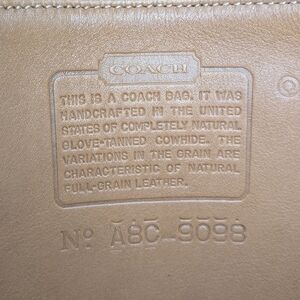 COACH
THIS IS A COACH BAG. IT WAS
HANDCRAFTED IN THE UNITED
STATES OF COMPLETELY NATURAL
GLOVE-TANNED COWHIDE. THE
VARIATIONS IN THE GRAIN ARE
CHARACTERISTIC OF NATURAL
FULL-GRAIN LEATHER.
Nº A8C-9098